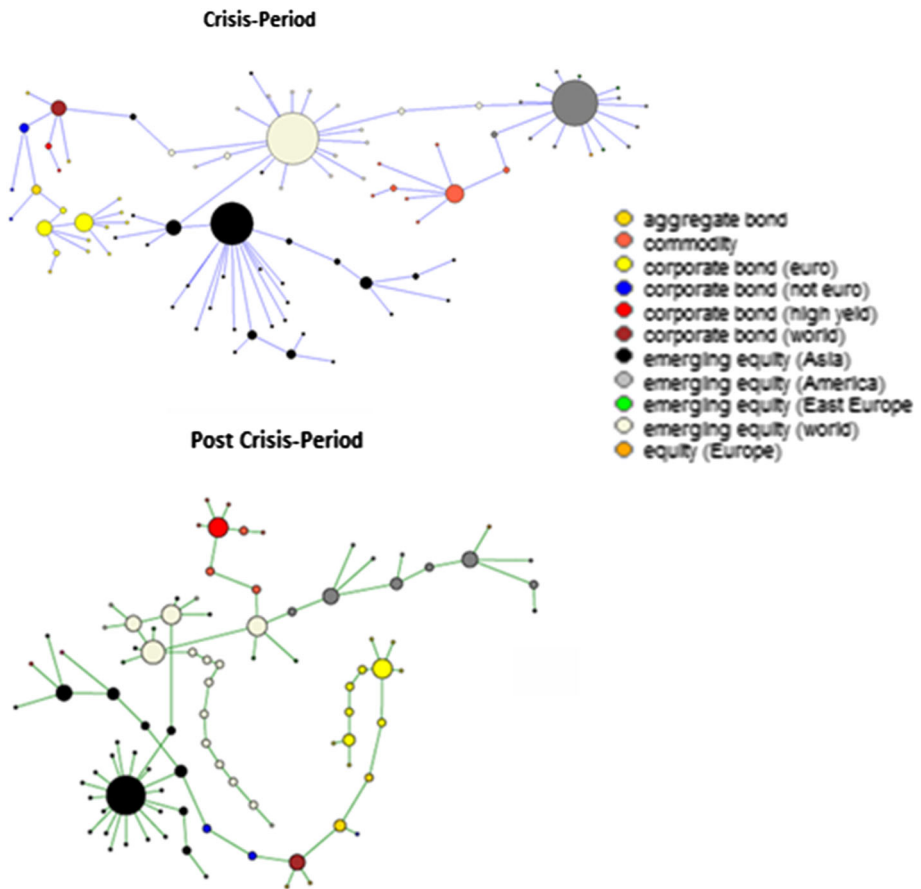 Crisis-Period
aggregate bond
commodity
corporate bond (euro)
corporate bond (not euro)
corporate bond (high yeld)
corporate bond (world)
emerging equity (Asia)
emerging equity (America)
emerging equity (East Europe
emerging equity (world)
equity (Europe)
Post Crisis-Period